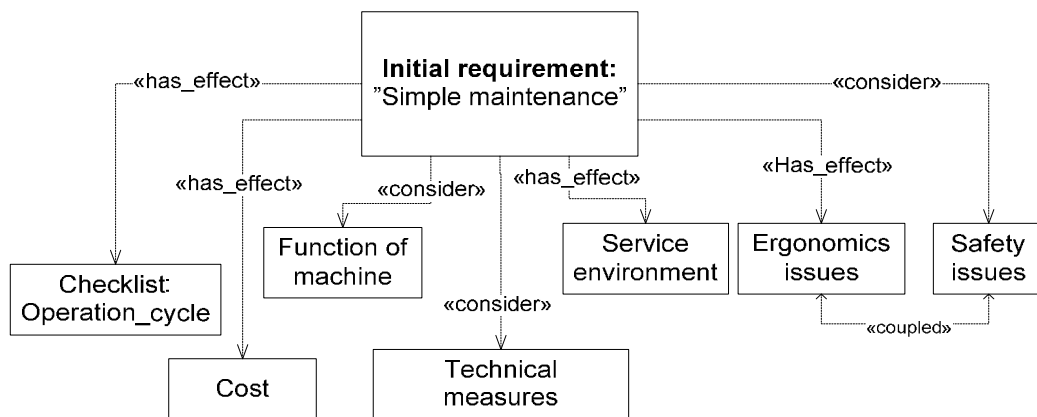 Initial requirement:
”Simple maintenance”
«has_effect»
«consider»
«has_effect»
«consider»
«has_effect»
«Has_effect»
Function of
machine
Service
environment
Ergonomics
issues
Safety
issues
Checklist:
Operation_cycle
«consider»
«coupled»
Cost
Technical
measures